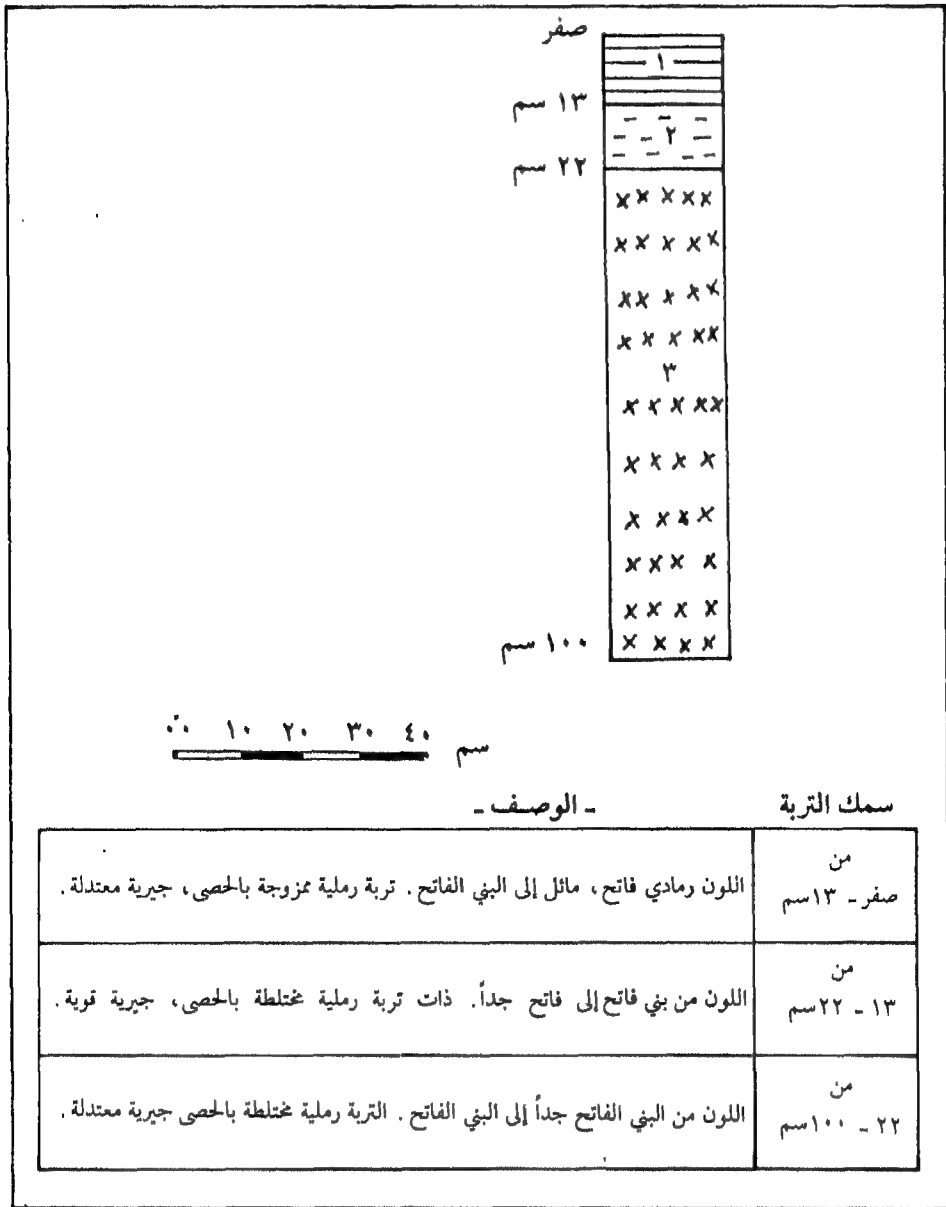 صفر
١
١٣ سم
٢
٢٢ سم
٣
١٠٠ سم
٠ ١٠ ٢٠ ٣٠ ٤٠ سم
سمك التربة
ـ الوصف ـ
من
صفر ـ ١٣سم
اللون رمادي فاتح، مائل إلى البني الفاتح. تربة رملية ممزوجة بالحصى، جيرية معتدلة.
من
١٣ ـ ٢٢سم
اللون من بني فاتح إلى فاتح جداً. ذات تربة رملية مختلطة بالحصى، جيرية قوية.
من
٢٢ ـ ١٠٠سم
اللون من البني الفاتح جداً إلى البني الفاتح. التربة رملية مختلطة بالحصى جيرية معتدلة.